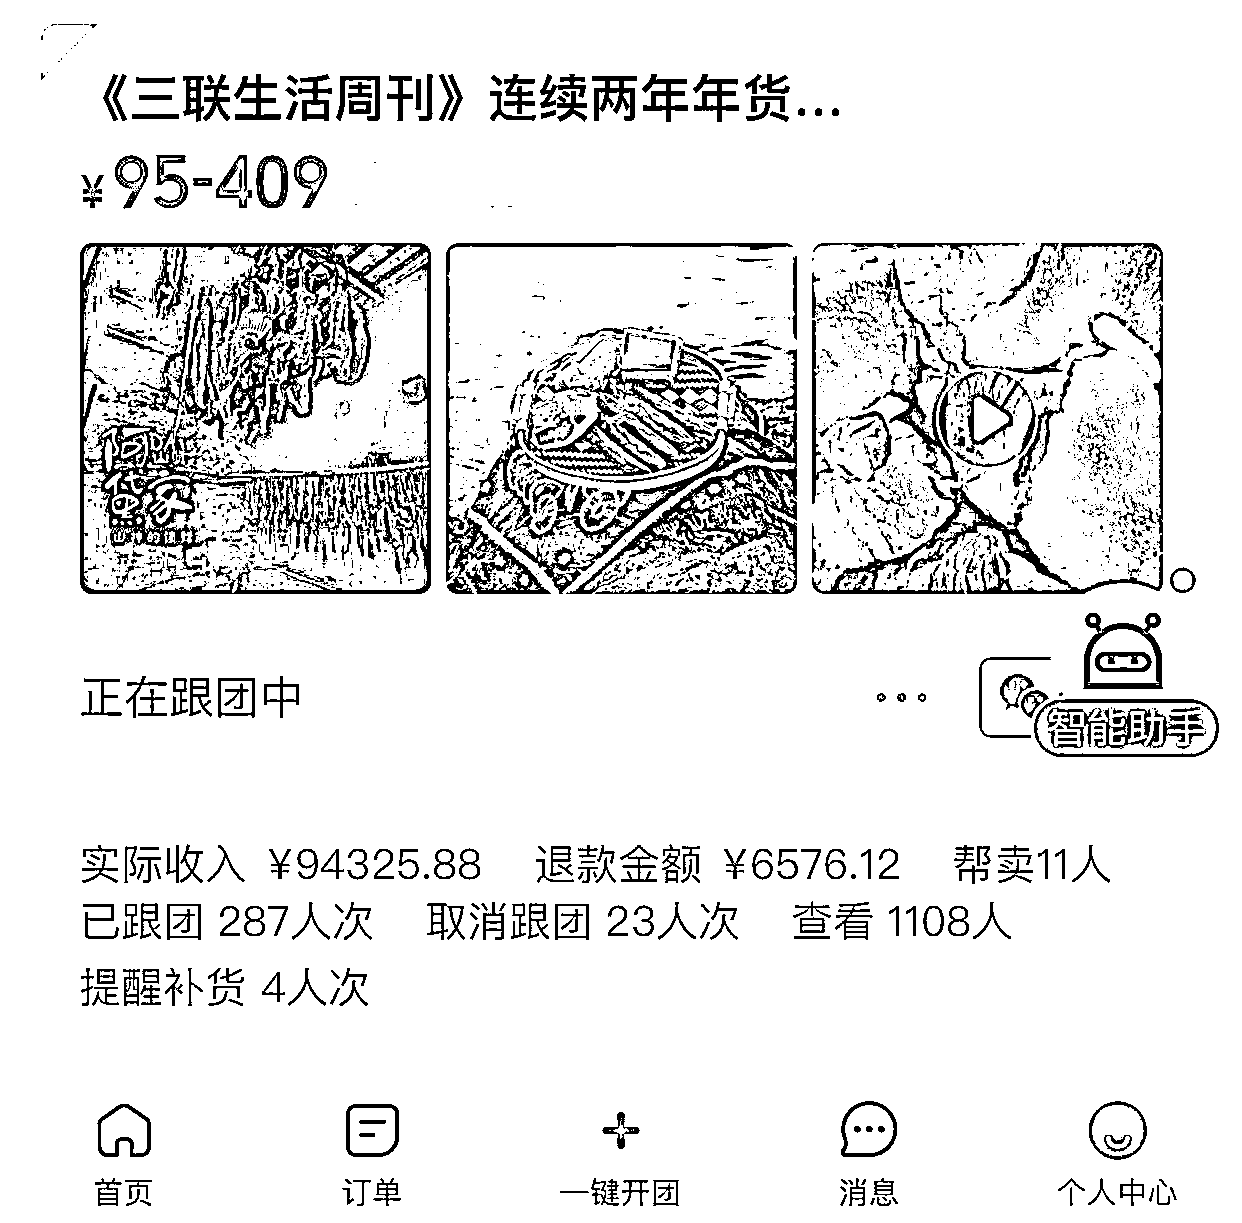 《三联生活周刊》连续两年年货...
¥95-409
正在跟团中
智能助手
实际收入 ¥94325.88 退款金额 ¥6576.12 帮卖11人
已跟团 287人次 取消跟团 23人次 查看 1108人
提醒补货 4人次
首页 订单 一键开团 消息 个人中心